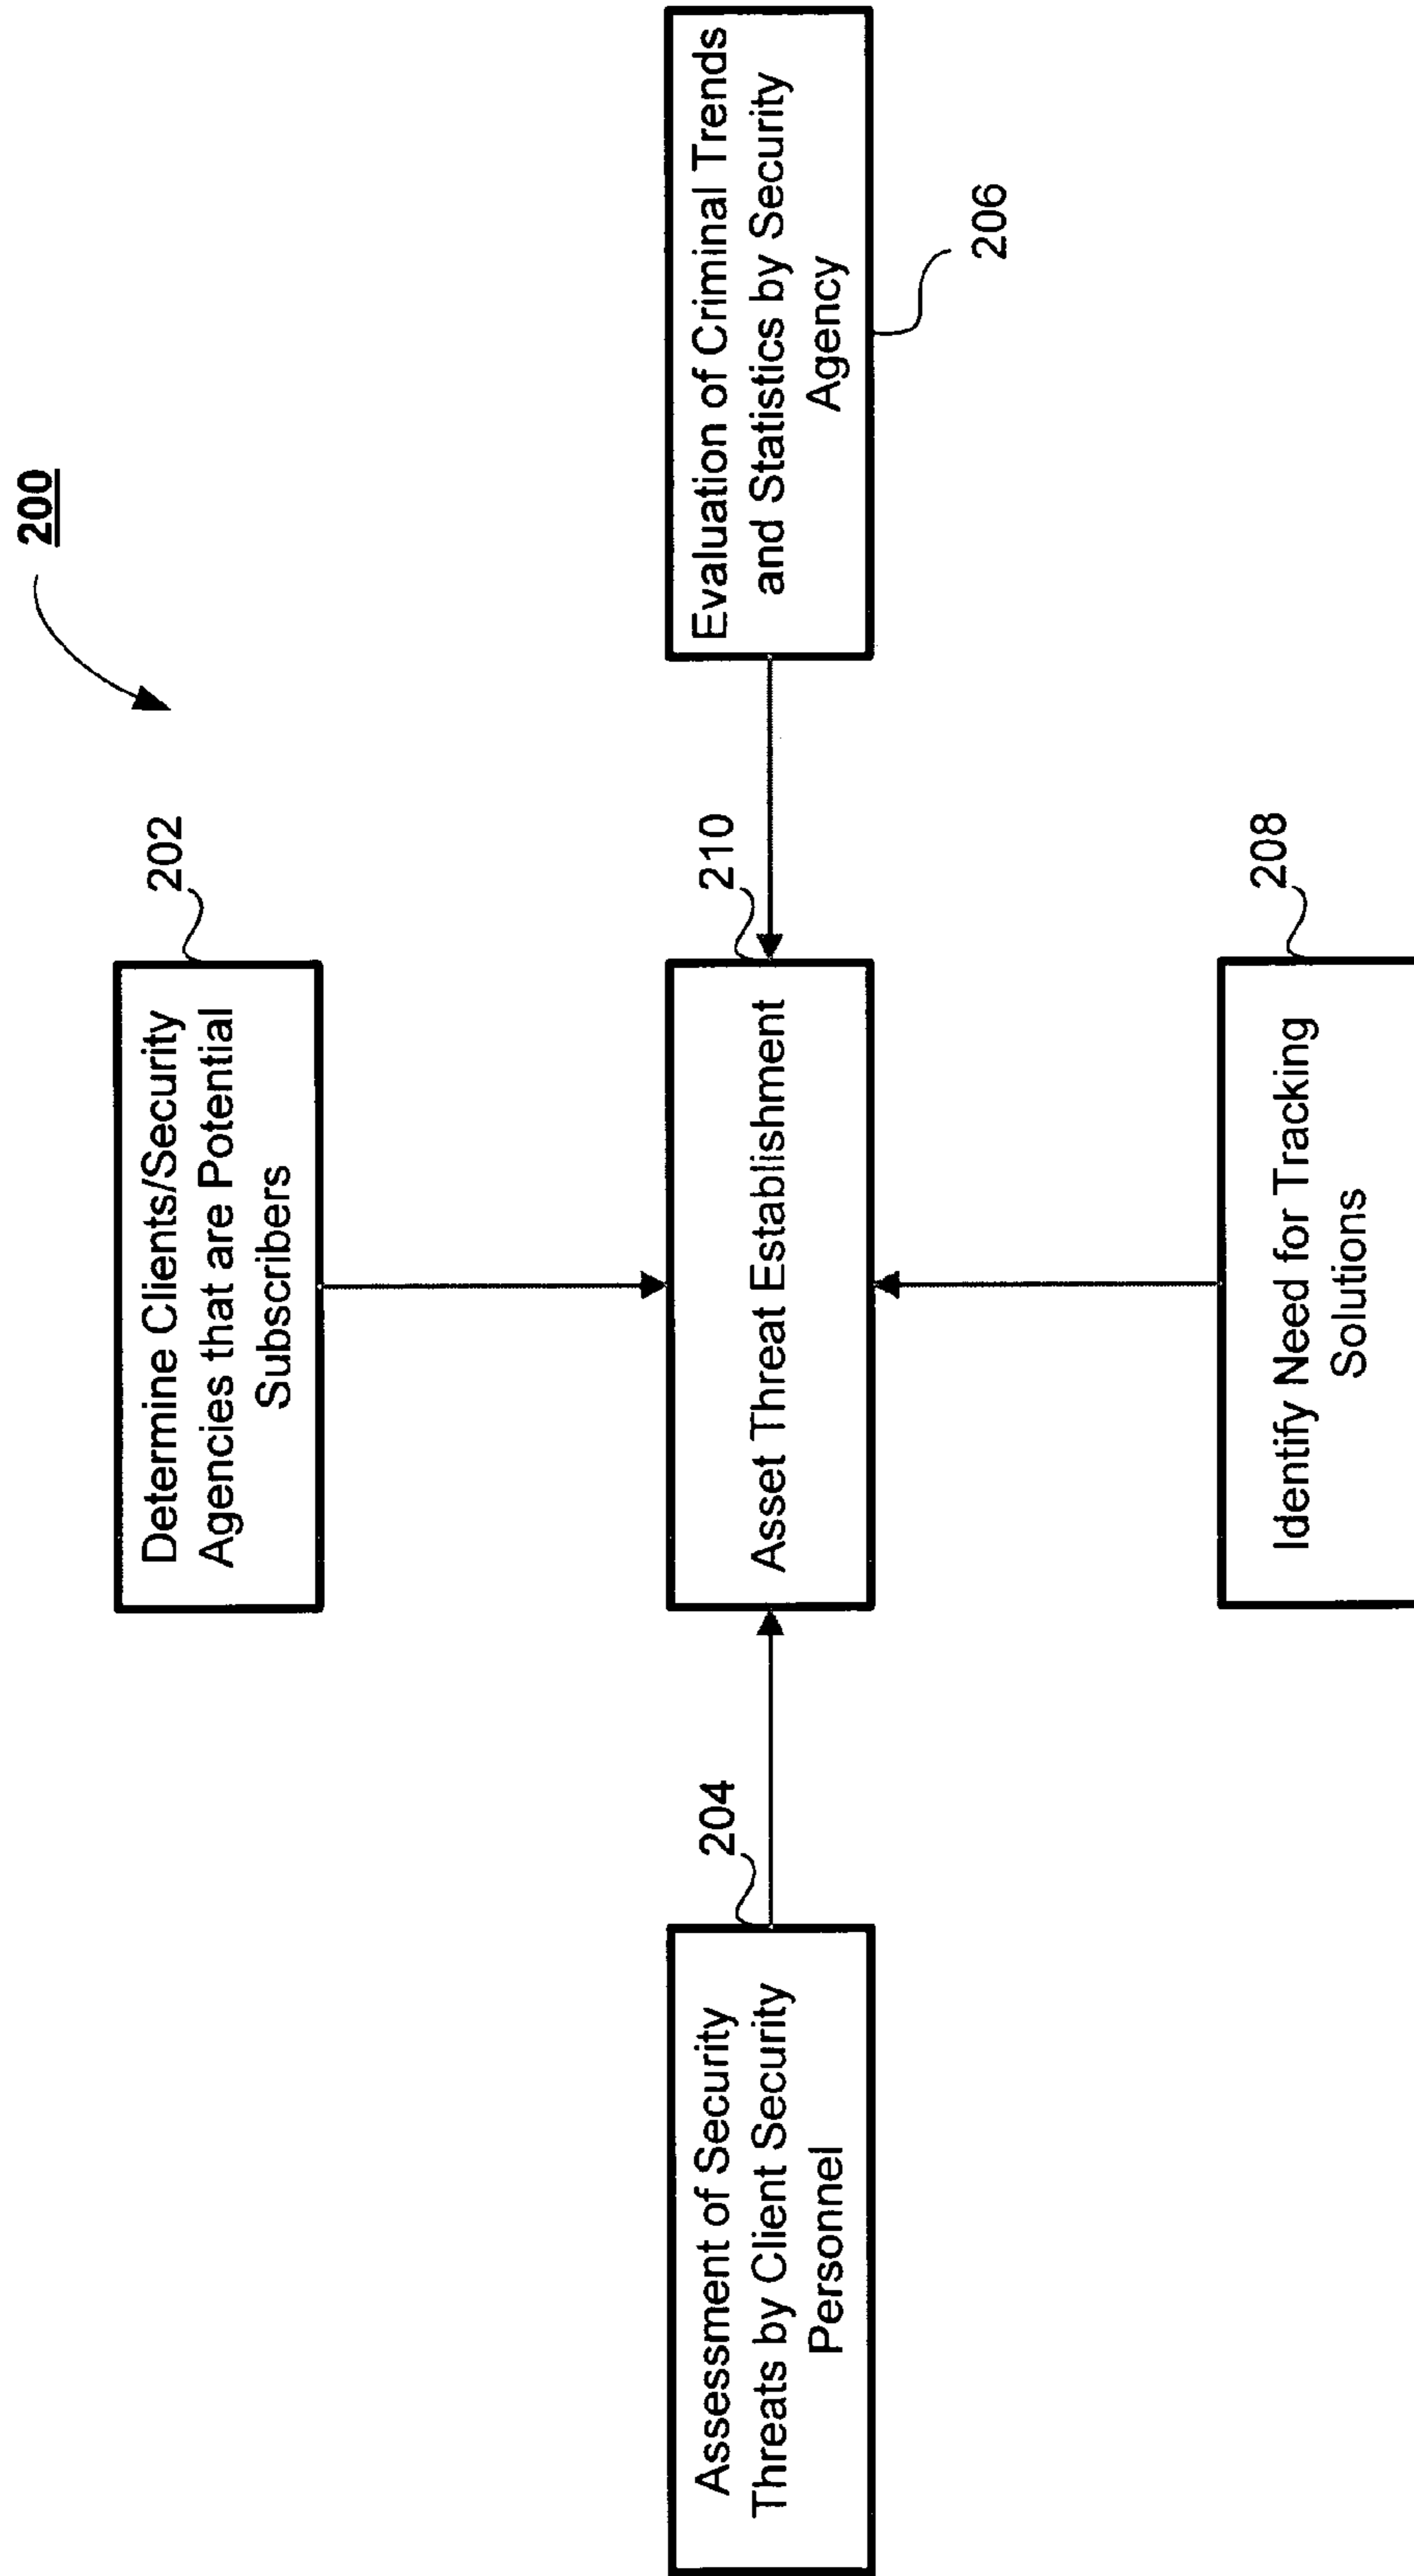 200
202
Determine Clients/Security
Agencies that are Potential
Subscribers
204
Assessment of Security
Threats by Client Security
Personnel
210
Asset Threat Establishment
Evaluation of Criminal Trends
and Statistics by Security
Agency
206
208
Identify Need for Tracking
Solutions